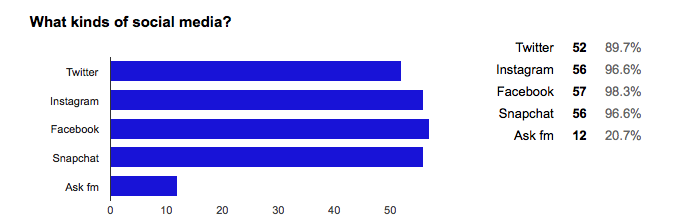 What kinds of social media?
Twitter
Instagram
Facebook
Snapchat
Ask fm
0 10 20 30 40 50
Twitter 52 89.7%
Instagram 56 96.6%
Facebook 57 98.3%
Snapchat 56 96.6%
Ask fm 12 20.7%